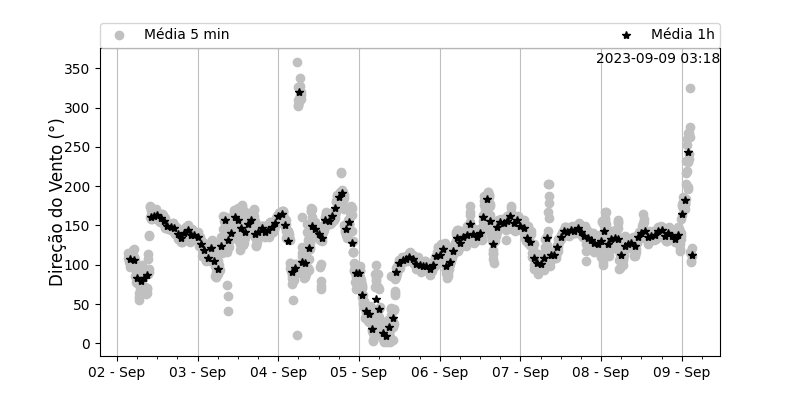 Média 5 min
Média 1h
2023-09-09 03:18
Direção do Vento (°)
350
300
250
200
150
100
50
0
02 - Sep
03 - Sep
04 - Sep
05 - Sep
06 - Sep
07 - Sep
08 - Sep
09 - Sep